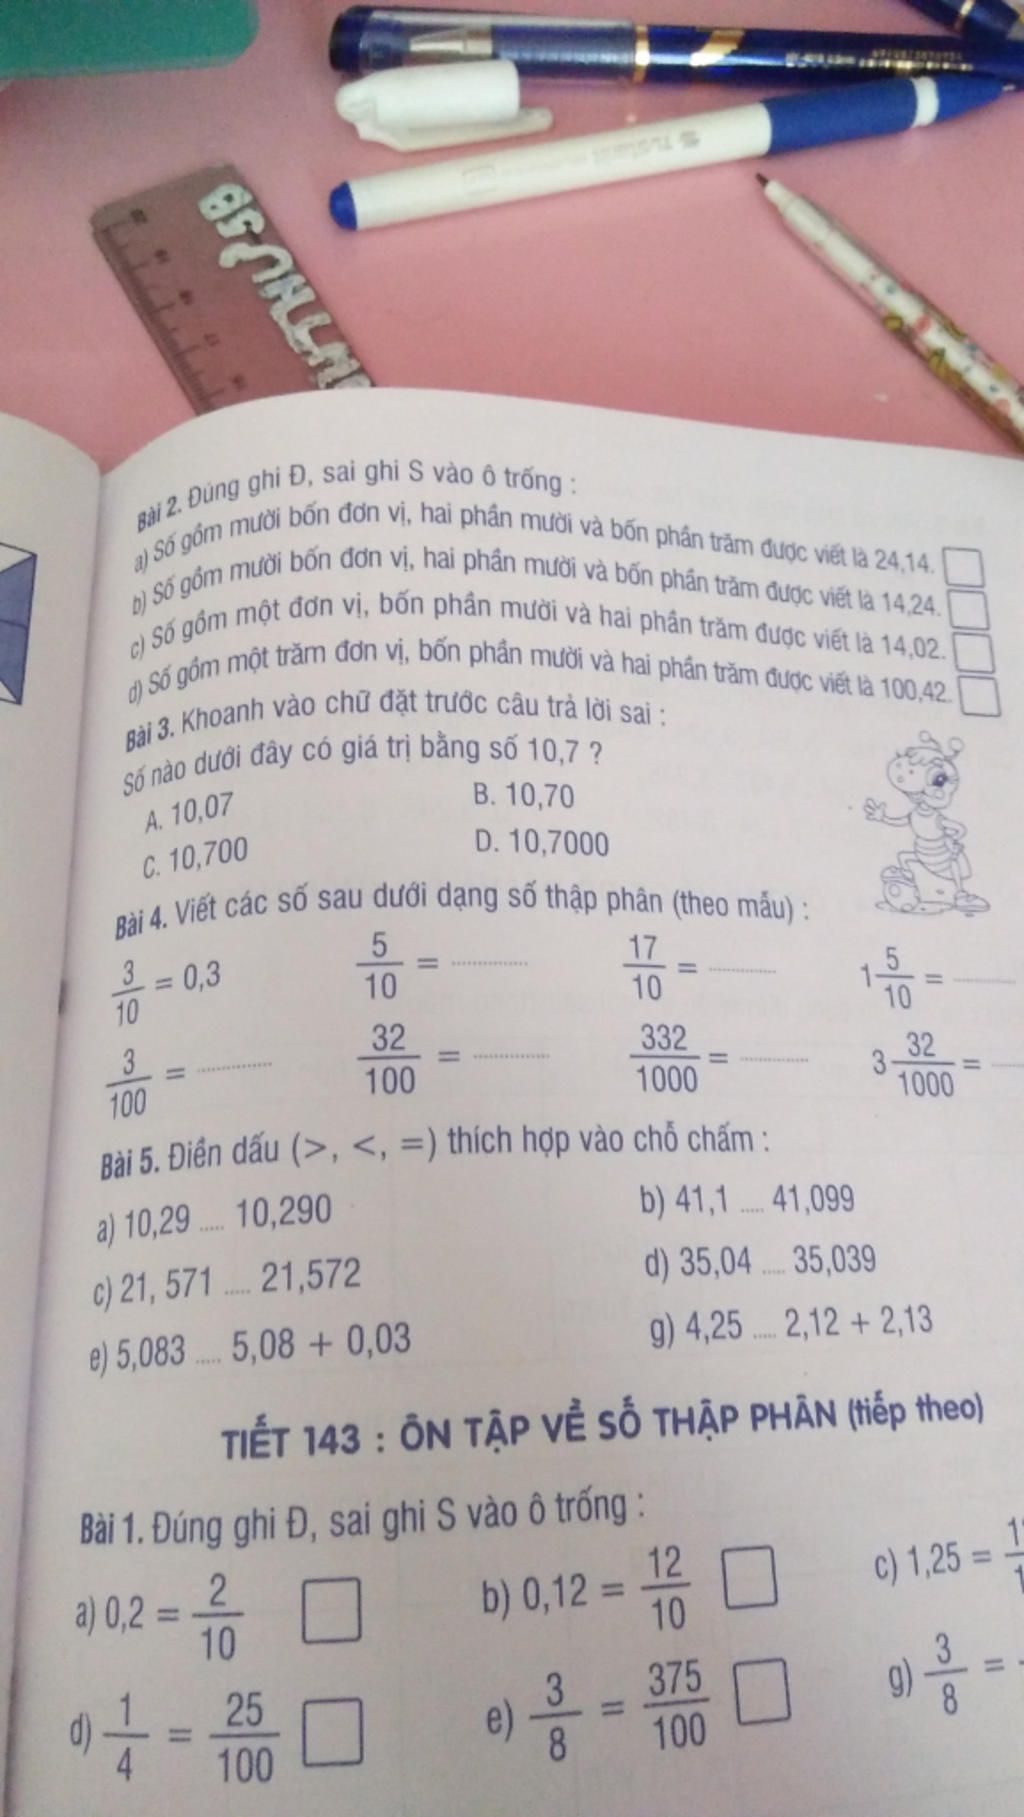 Bài 2. Đúng ghi Đ, sai ghi S vào ô trống :
a) Số gồm mười bốn đơn vị, hai phần mười và bốn phần trăm được viết là 24,14.
b) Số gồm mười bốn đơn vị, hai phần mười và bốn phần trăm được viết là 14,24.
c) Số gồm một đơn vị, bốn phần mười và hai phần trăm được viết là 14,02.
d) Số gồm một trăm đơn vị, bốn phần mười và hai phần trăm được viết là 100,42.
Bài 3. Khoanh vào chữ đặt trước câu trả lời sai :
Số nào dưới đây có giá trị bằng số 10,7 ?
A. 10,07 B. 10,70
C. 10,700 D. 10,7000
Bài 4. Viết các số sau dưới dạng số thập phân (theo mẫu) :
3/10 = 0,3 5/10 = ............ 17/10 = ............ 1 5/10 = ............
3/100 = ............ 32/100 = ............ 332/1000 = ............ 3 32/1000 = ......
Bài 5. Điền dấu (>, <, =) thích hợp vào chỗ chấm :
a) 10,29 ..... 10,290 b) 41,1 ..... 41,099
c) 21, 571 ..... 21,572 d) 35,04 ..... 35,039
e) 5,083 ..... 5,08 + 0,03 g) 4,25 ..... 2,12 + 2,13
TIẾT 143 : ÔN TẬP VỀ SỐ THẬP PHÂN (tiếp theo)
Bài 1. Đúng ghi Đ, sai ghi S vào ô trống :
a) 0,2 = 2/10 b) 0,12 = 12/10 c) 1,25 =
d) 1/4 = 25/100 e) 3/8 = 375/100 g) 3/8 =